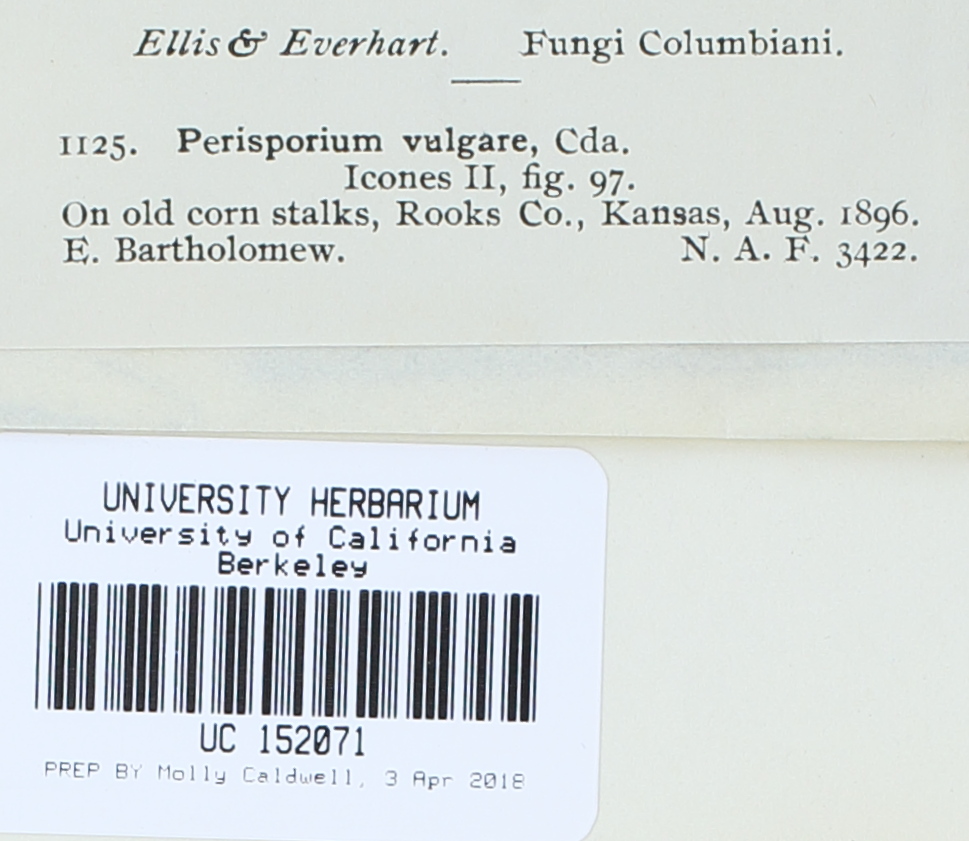 Ellis & Everhart. Fungi Columbiani.
1125. Perisporium vulgare, Cda.
Icones II, fig. 97.
On old corn stalks, Rooks Co., Kansas, Aug. 1896.
E. Bartholomew. N. A. F. 3422.
UNIVERSITY HERBARIUM
University of California
Berkeley
UC 152071
PREP BY Molly Caldwell, 3 Apr 2018